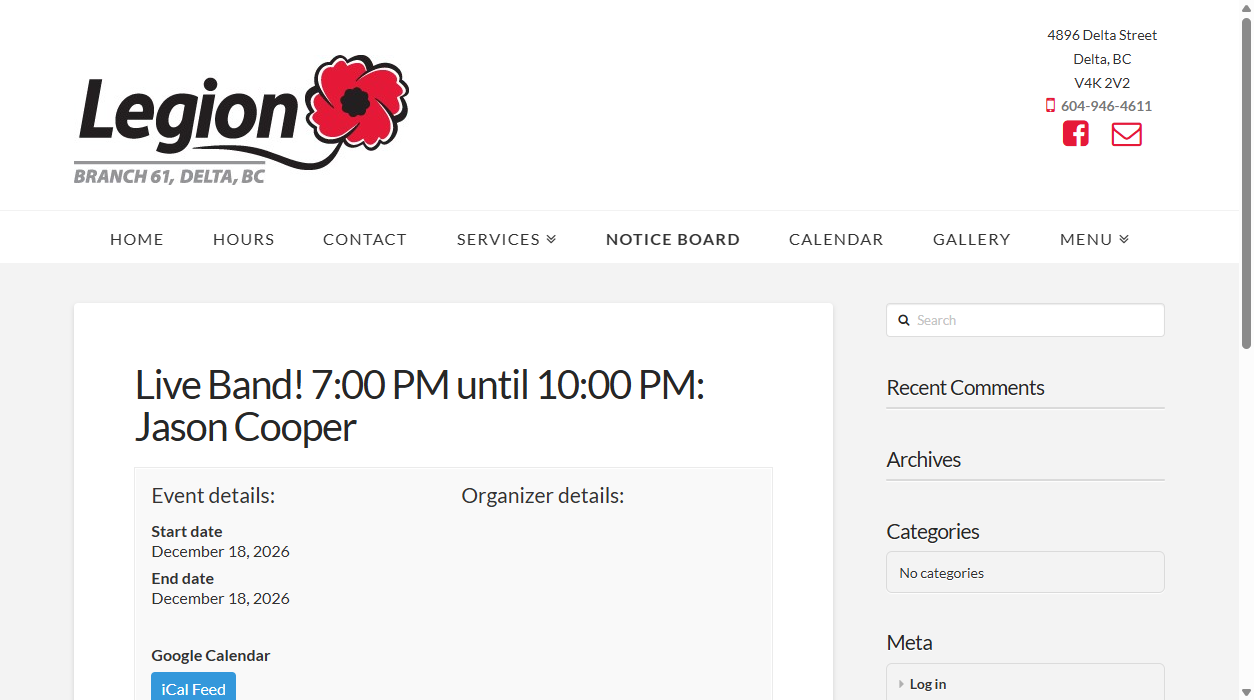 4896 Delta Street
Delta, BC
V4K 2V2
604-946-4611
Legion
BRANCH 61, DELTA, BC
HOME HOURS CONTACT SERVICES NOTICE BOARD CALENDAR GALLERY MENU
Live Band! 7:00 PM until 10:00 PM:
Jason Cooper
Event details:
Start date
December 18, 2026
End date
December 18, 2026
Google Calendar
iCal Feed
Organizer details:
Search
Recent Comments
Archives
Categories
No categories
Meta
Log in